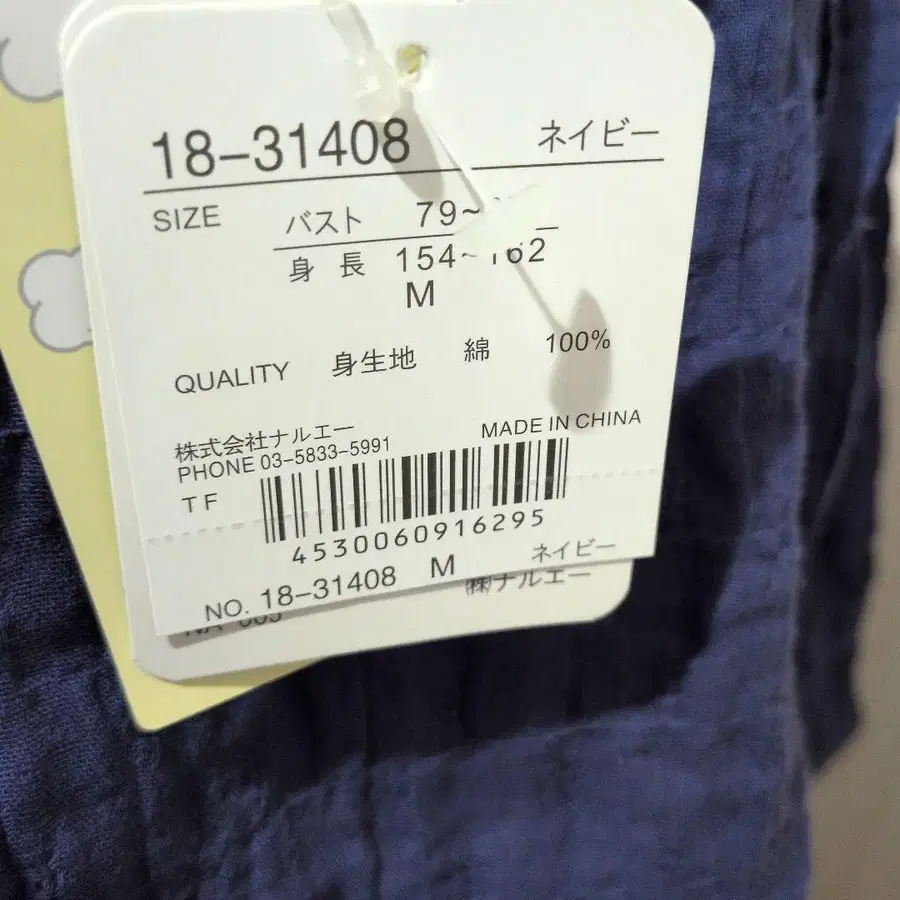 18-31408 ネイビー
SIZE バスト 79~
身長 154~162
M
QUALITY 身生地 綿 100%
株式会社ナルエー MADE IN CHINA
PHONE 03-5833-5991
TF
4530060916295
NO. 18-31408 M ネイビー
㈱ナルエー